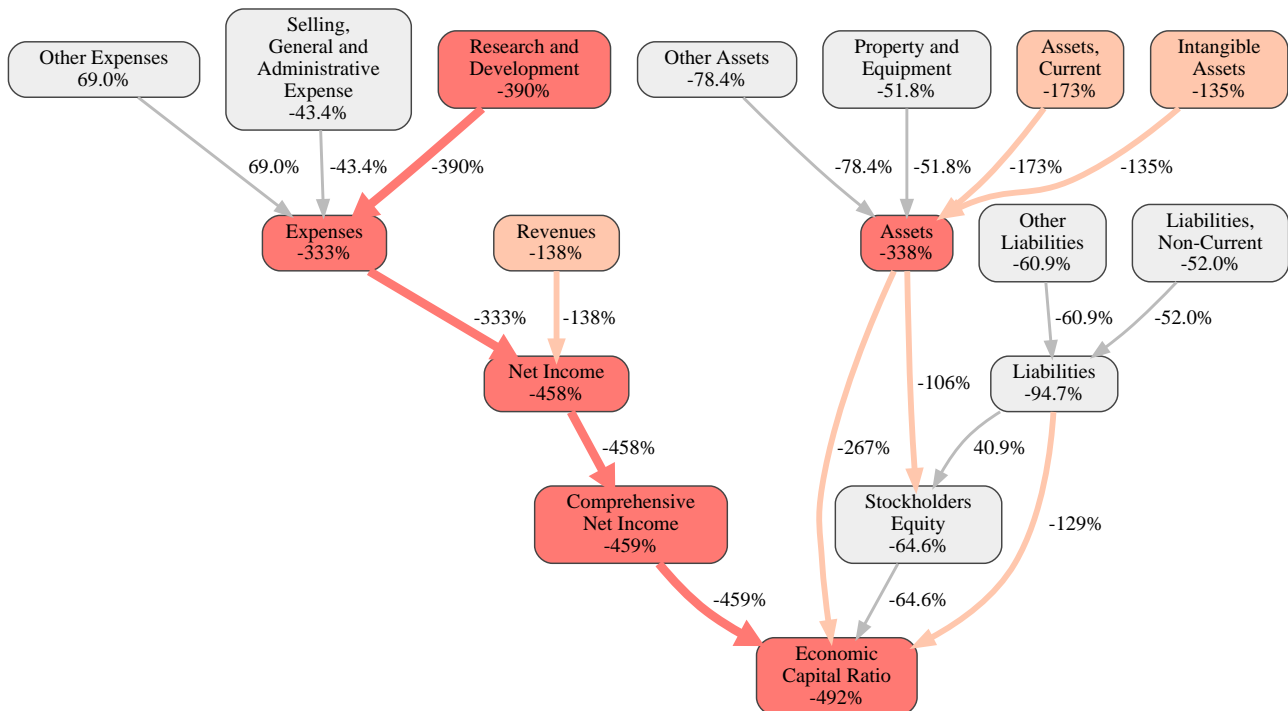 Other Expenses
69.0%
Selling,
General and
Administrative
Expense
-43.4%
Research and
Development
-390%
Other Assets
-78.4%
Property and
Equipment
-51.8%
Assets,
Current
-173%
Intangible
Assets
-135%
69.0%
-43.4%
-390%
-78.4%
-51.8%
-173%
-135%
Expenses
-333%
Revenues
-138%
Assets
-338%
Other
Liabilities
-60.9%
Liabilities,
Non-Current
-52.0%
-333%
-138%
-60.9%
-52.0%
Net Income
-458%
-106%
Liabilities
-94.7%
-458%
-267%
40.9%
Comprehensive
Net Income
-459%
Stockholders
Equity
-64.6%
-129%
-459%
-64.6%
Economic
Capital Ratio
-492%